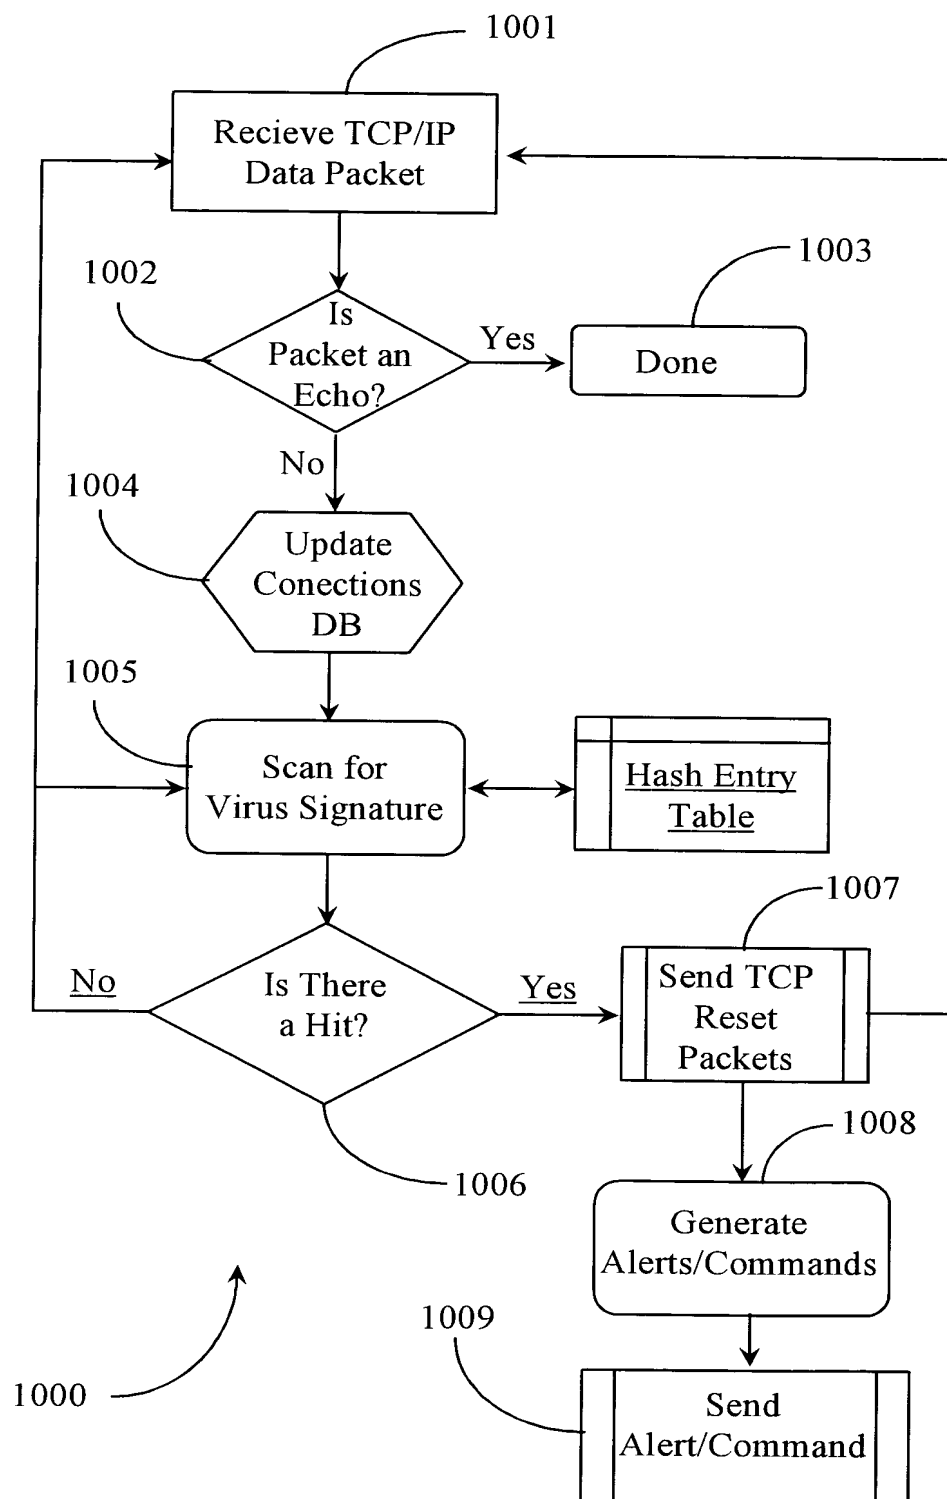 1001
Recieve TCP/IP
Data Packet
1002
1003
Is
Packet an
Echo?
Yes
Done
No
1004
Update
Conections
DB
1005
Scan for
Virus Signature
Hash Entry
Table
1007
No
Is There
a Hit?
Yes
Send TCP
Reset
Packets
1006
1008
Generate
Alerts/Commands
1009
1000
Send
Alert/Command